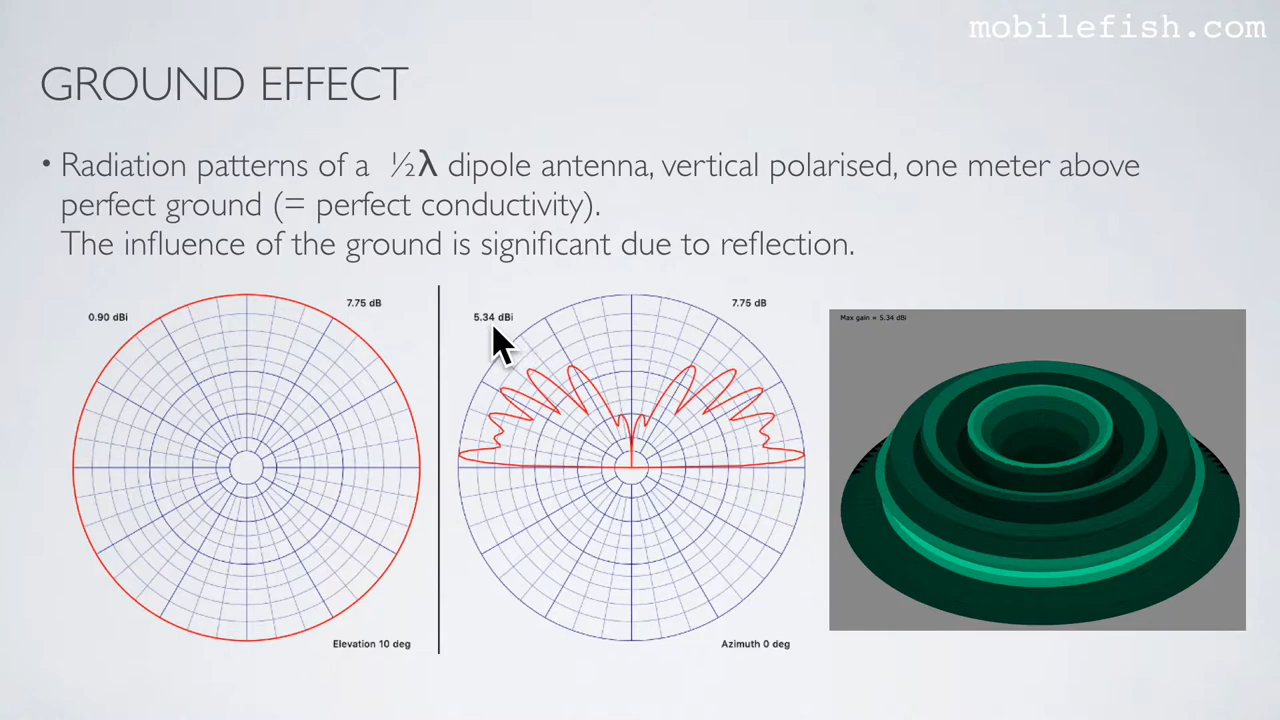 mobilefish.com
GROUND EFFECT
• Radiation patterns of a ½λ dipole antenna, vertical polarised, one meter above
perfect ground (= perfect conductivity).
The influence of the ground is significant due to reflection.
0.90 dBi
7.75 dB
Elevation 10 deg
5.34 dBi
7.75 dB
Azimuth 0 deg
Max gain = 5.34 dBi